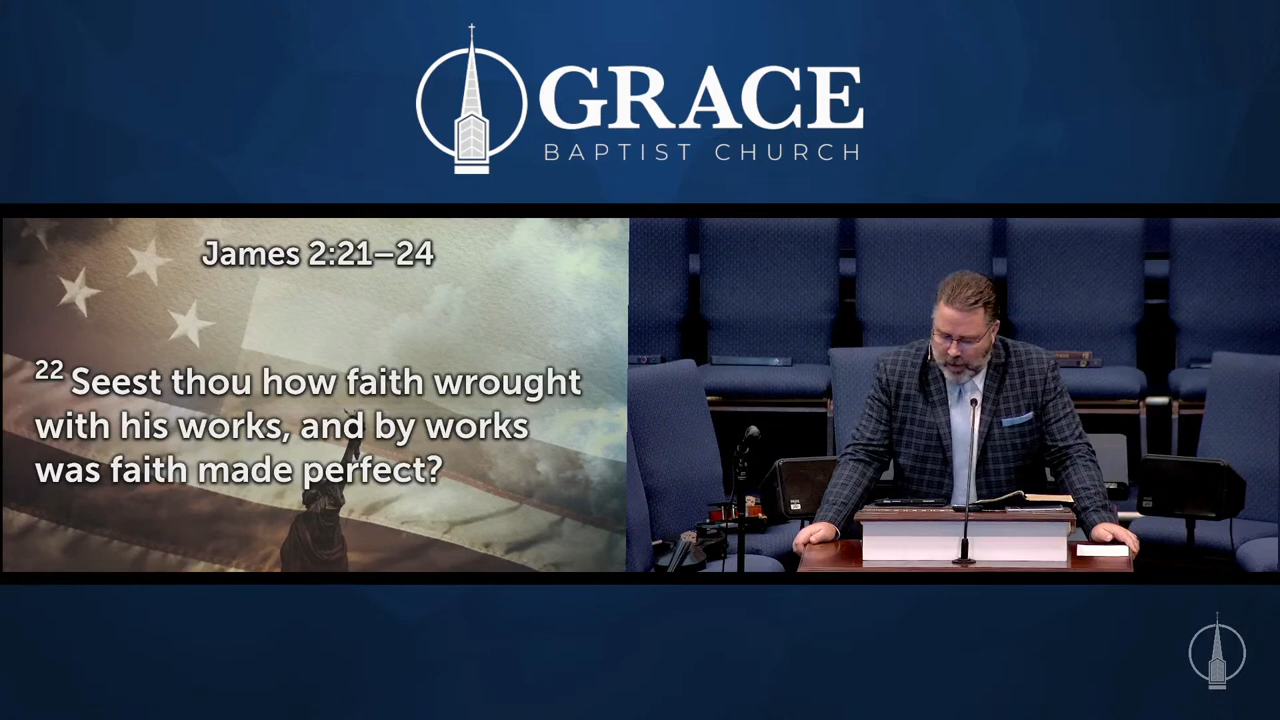 GRACE
BAPTIST CHURCH
James 2:21–24
22 Seest thou how faith wrought
with his works, and by works
was faith made perfect?